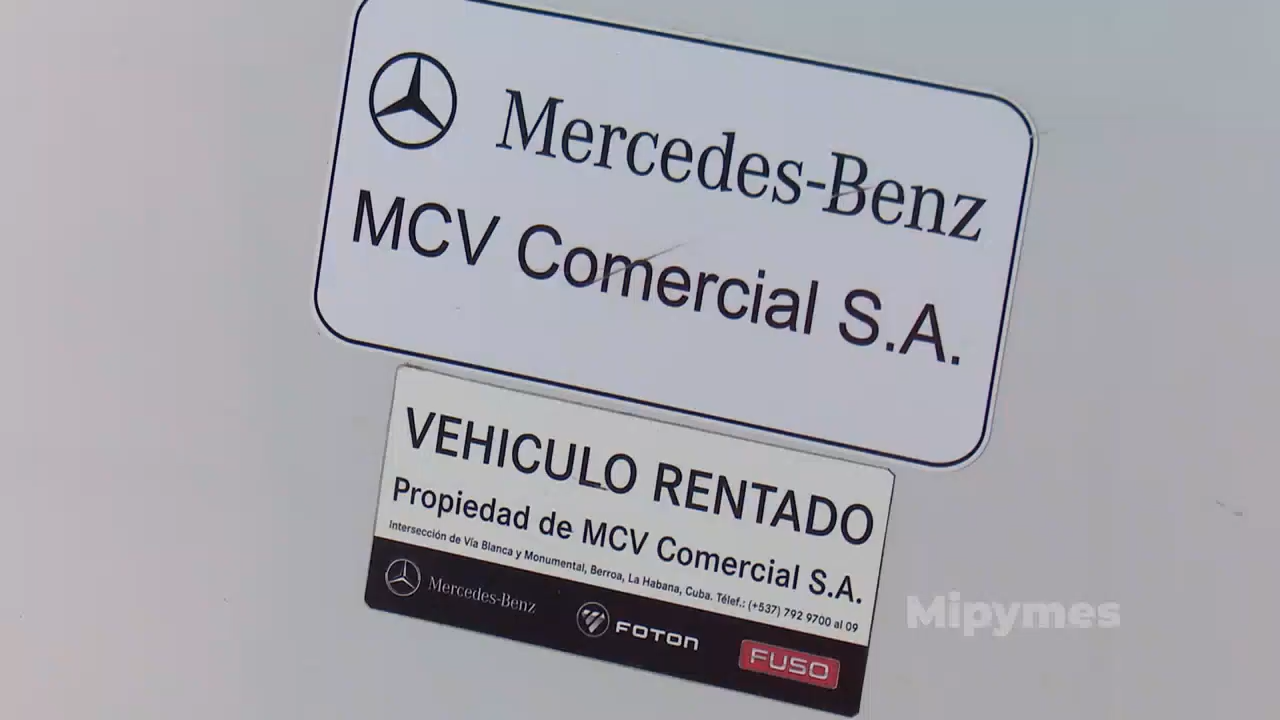 Mercedes-Benz
MCV Comercial S.A.
VEHICULO RENTADO
Propiedad de MCV Comercial S.A.
Intersección de Vía Blanca y Monumental, Berroa, La Habana, Cuba. Télef.: (+537) 792 9700 al 09
Mercedes-Benz FOTON FUSO
Mipymes